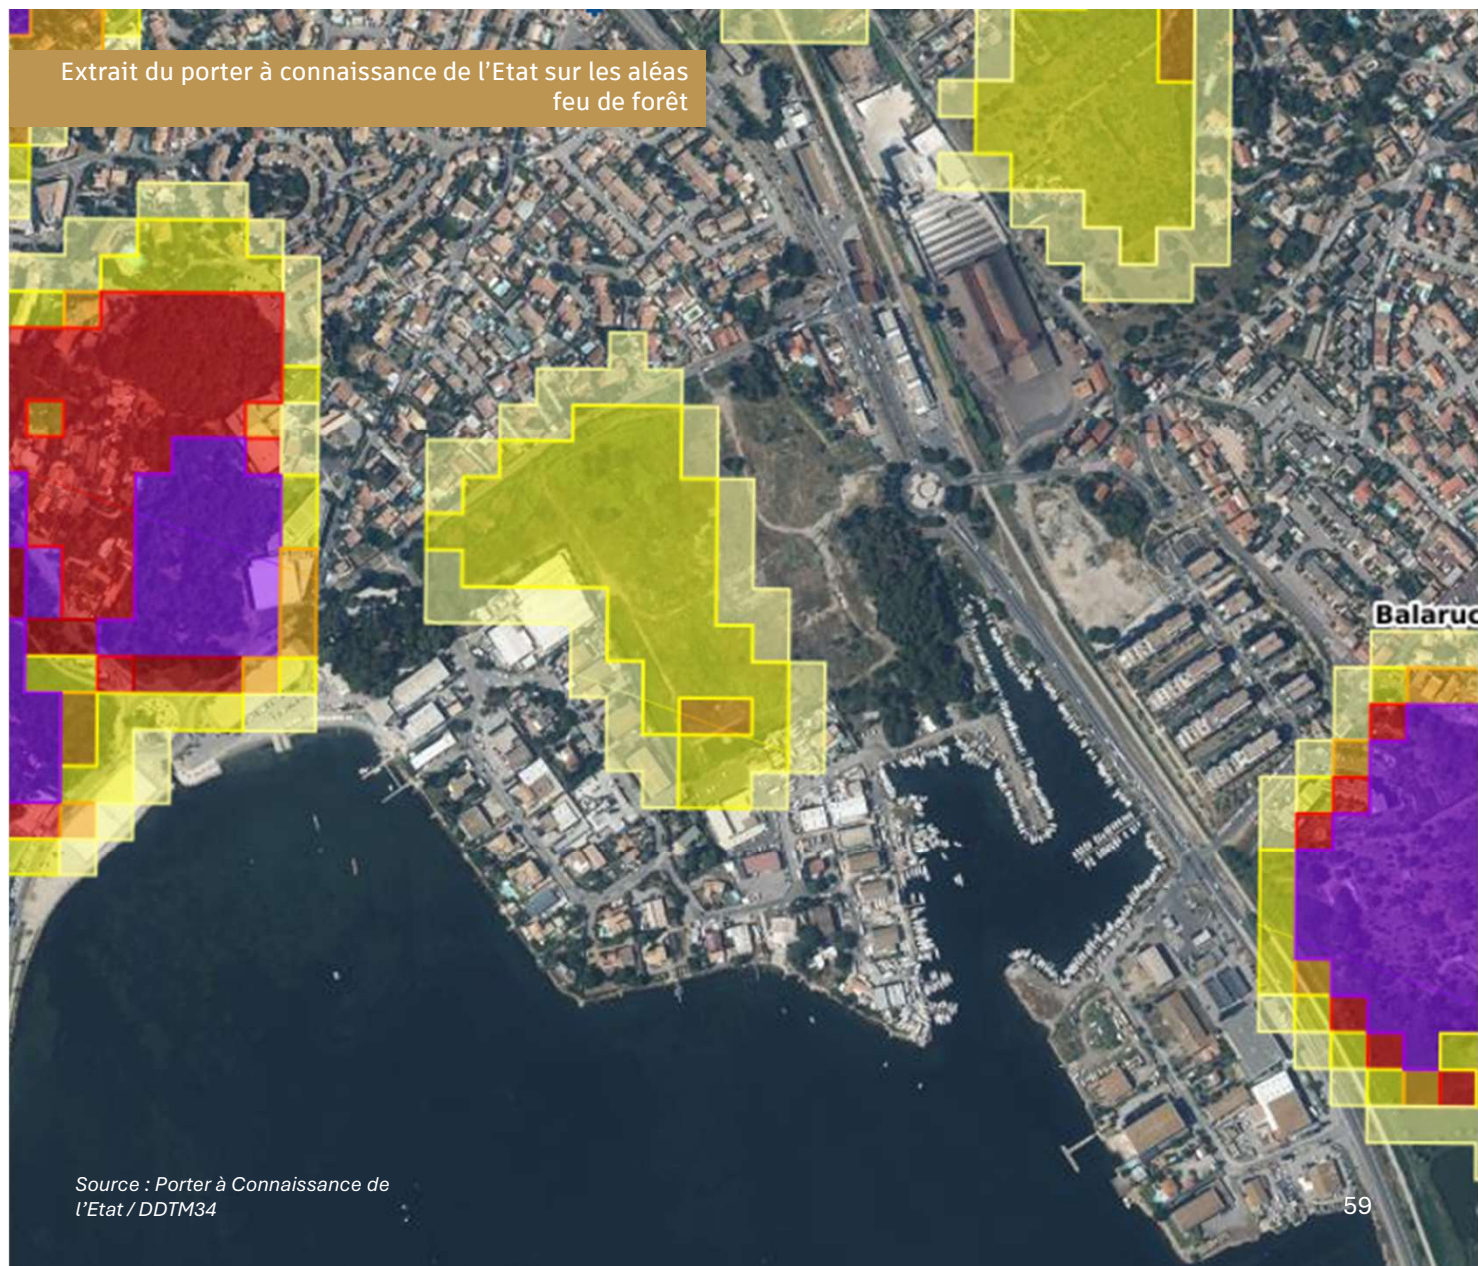 Extrait du porter à connaissance de l'Etat sur les aléas
feu de forêt
Balaruc
Source : Porter à Connaissance de
l'Etat / DDTM34
59